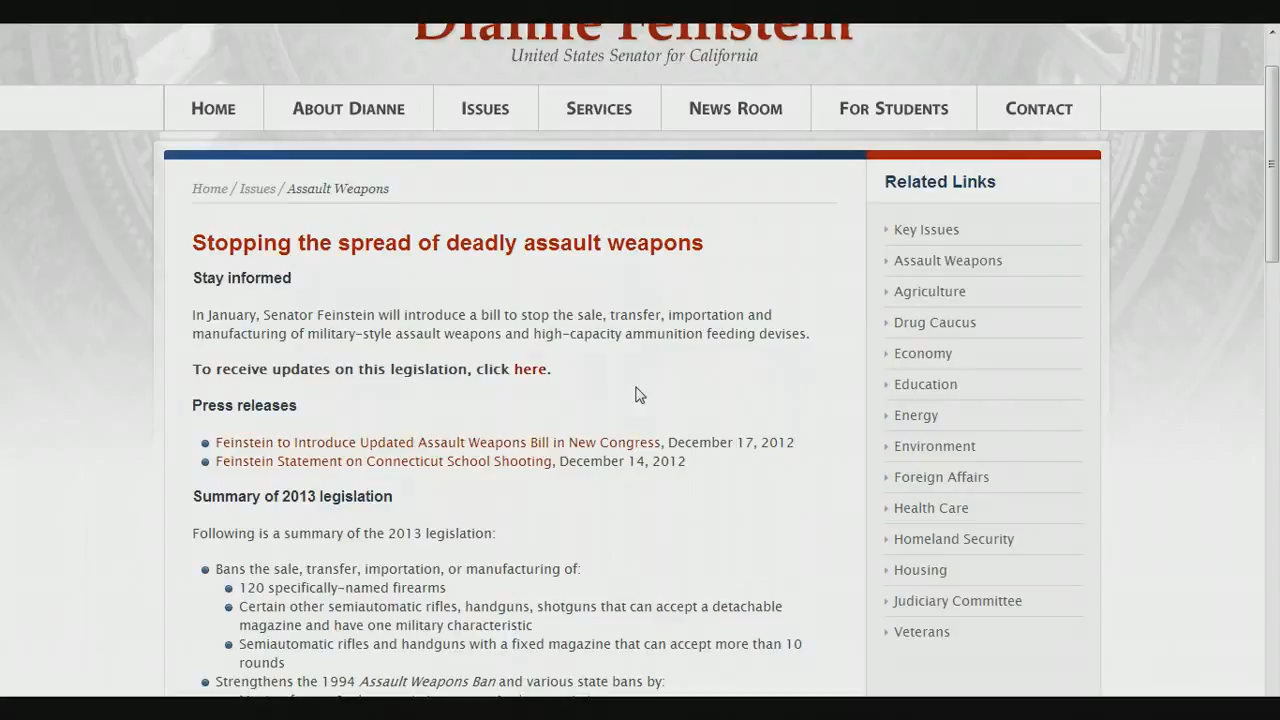 Dianne Feinstein
United States Senator for California
HOME
ABOUT DIANNE
ISSUES
SERVICES
NEWS ROOM
FOR STUDENTS
CONTACT
Home / Issues / Assault Weapons
Stopping the spread of deadly assault weapons
Stay informed
In January, Senator Feinstein will introduce a bill to stop the sale, transfer, importation and
manufacturing of military-style assault weapons and high-capacity ammunition feeding devises.
To receive updates on this legislation, click here.
Press releases
Feinstein to Introduce Updated Assault Weapons Bill in New Congress, December 17, 2012
Feinstein Statement on Connecticut School Shooting, December 14, 2012
Summary of 2013 legislation
Following is a summary of the 2013 legislation:
Bans the sale, transfer, importation, or manufacturing of:
120 specifically-named firearms
Certain other semiautomatic rifles, handguns, shotguns that can accept a detachable
magazine and have one military characteristic
Semiautomatic rifles and handguns with a fixed magazine that can accept more than 10
rounds
Strengthens the 1994 Assault Weapons Ban and various state bans by:
Related Links
Key Issues
Assault Weapons
Agriculture
Drug Caucus
Economy
Education
Energy
Environment
Foreign Affairs
Health Care
Homeland Security
Housing
Judiciary Committee
Veterans